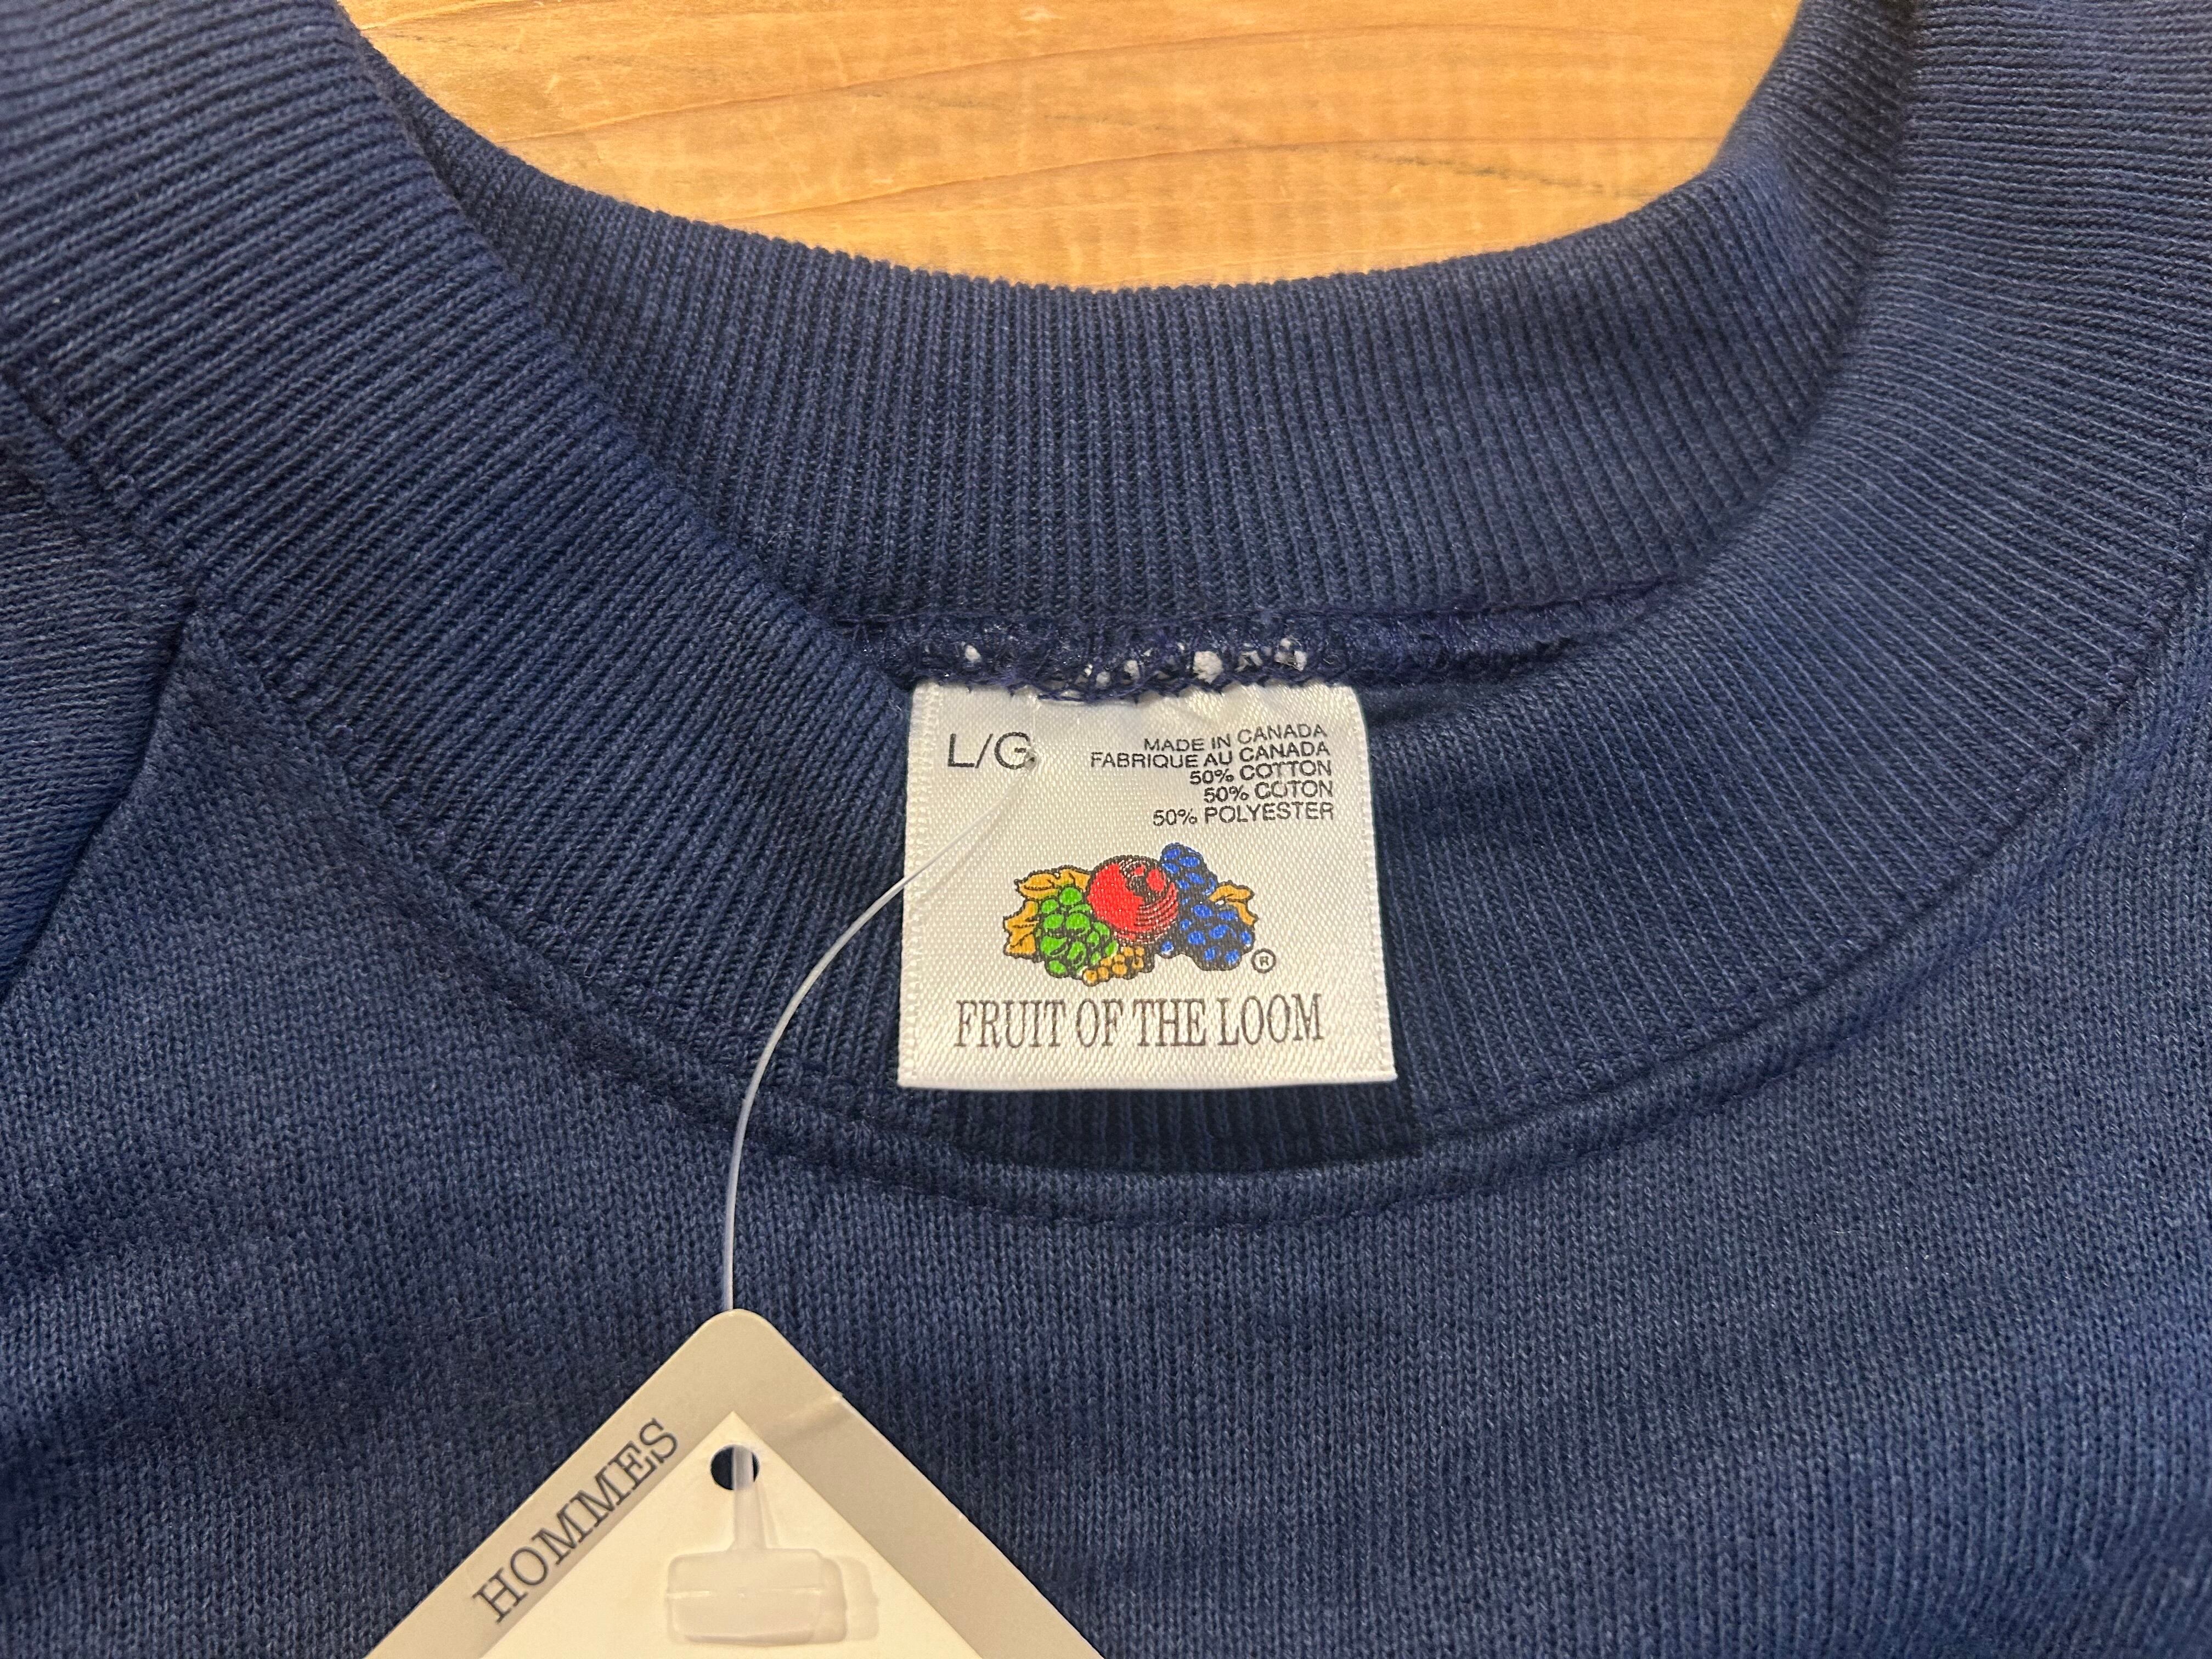 L/G
MADE IN CANADA
FABRIQUE AU CANADA
50% COTTON
50% COTON
50% POLYESTER
®
FRUIT OF THE LOOM
HOMMES